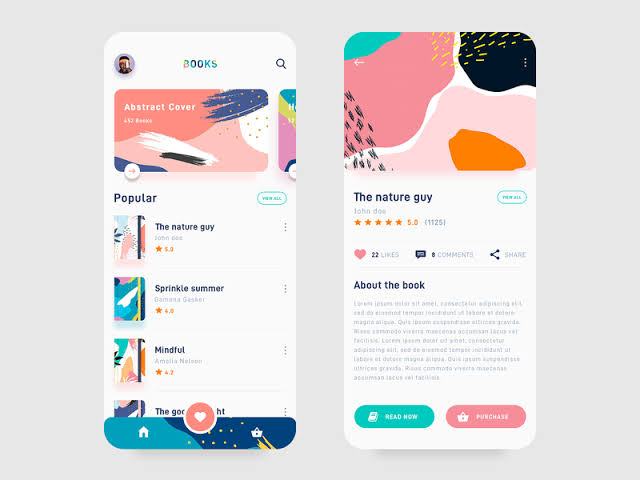 BOOKS
Abstract Cover
452 Books
Popular
VIEW ALL
The nature guy
John doe
5.0
Sprinkle summer
Damana Gasker
4.0
Mindful
Amolia Nelson
4.2
The nature guy
VIEW ALL
John doe
5.0 (1125)
22 LIKES
8 COMMENTS
SHARE
About the book
Lorem ipsum dolor sit amet, consectetur adipiscing
elit, sed do eiusmod tempor incididunt ut labore et dolore
magna aliqua. Quis ipsum suspendisse ultrices gravida.
Risus commodo viverra maecenas accumsan lacus vel
facilisis. Lorem ipsum dolor sit amet, consectetur
adipiscing elit, sed do eiusmod tempor incididunt ut
labore et dolore magna aliqua. Quis ipsum suspendisse
ultrices gravida. Risus commodo viverra maecenas
accumsan lacus vel facilisis.
READ NOW
PURCHASE